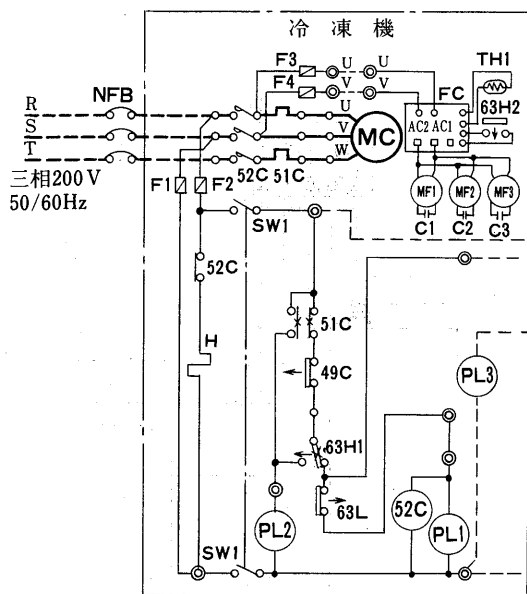 冷凍機
F3 U U TH1
F4 V V FC 63H2
NFB
R
S
T
U
V
W
MC
AC2 AC1
52C 51C
三相200V
50/60Hz
F1 F2
MF1 MF2 MF3
C1 C2 C3
SW1
52C
51C
H
49C
PL3
63H1
63L
52C
PL2
PL1
SW1